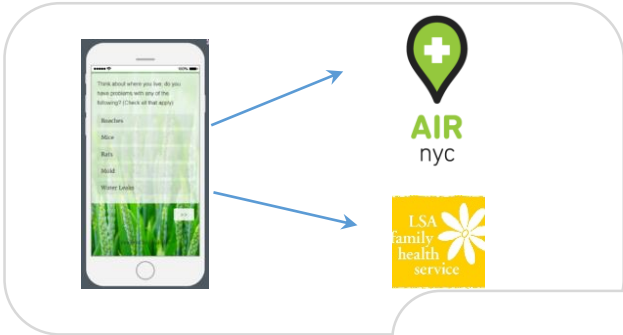 60%
Think about where you live, do you
have problems with any of the
following? (Check all that apply)
Roaches
Mice
Rats
Mold
Water Leaks
AIR
nyc
LSA
family
health
service